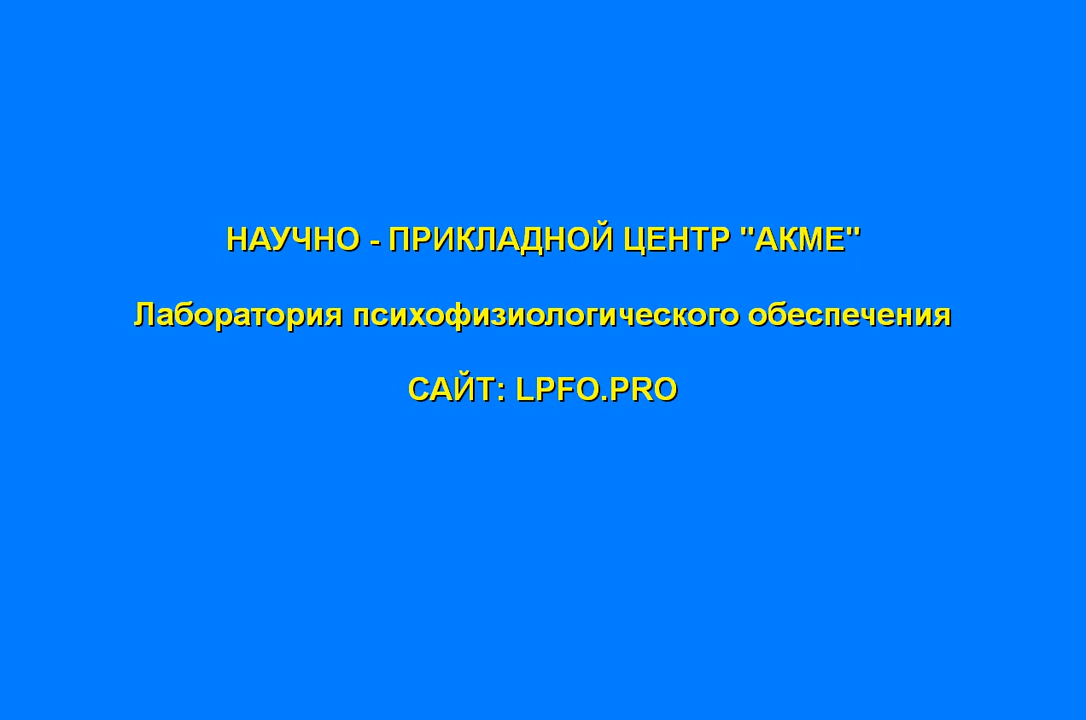 НАУЧНО - ПРИКЛАДНОЙ ЦЕНТР "АКМЕ"
Лаборатория психофизиологического обеспечения
САЙТ: LPFO.PRO